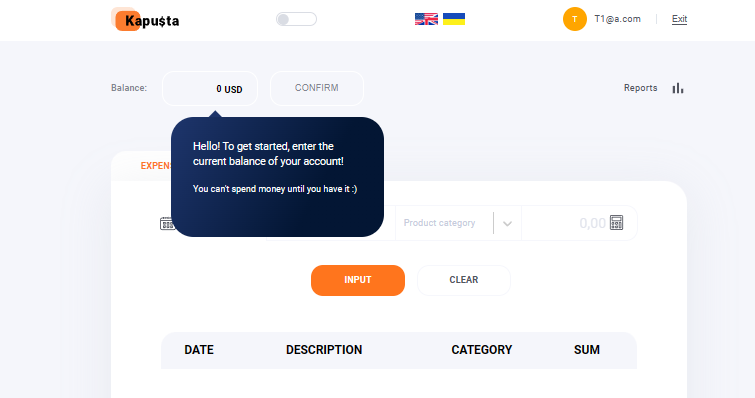 Kapu$ta
T T1@a.com Exit
Balance: 0 USD CONFIRM Reports
Hello! To get started, enter the
current balance of your account!
You can't spend money until you have it :)
Product category 0,00
INPUT CLEAR
DATE DESCRIPTION CATEGORY SUM